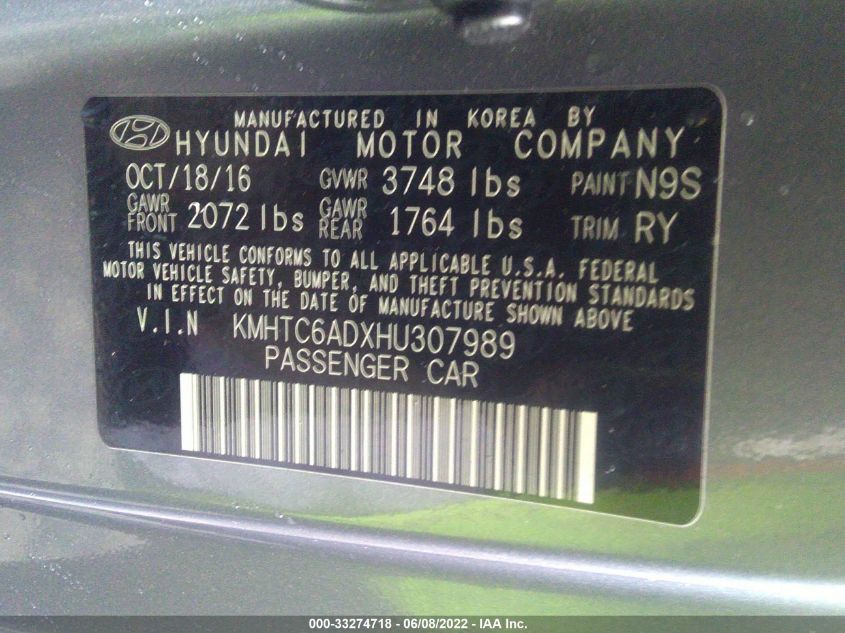 MANUFACTURED IN KOREA BY
HYUNDAI MOTOR COMPANY
OCT/18/16 GVWR 3748 lbs PAINT N9S
GAWR FRONT 2072 lbs GAWR REAR 1764 lbs TRIM RY
THIS VEHICLE CONFORMS TO ALL APPLICABLE U.S.A. FEDERAL
MOTOR VEHICLE SAFETY, BUMPER, AND THEFT PREVENTION STANDARDS
IN EFFECT ON THE DATE OF MANUFACTURE SHOWN ABOVE
V.I.N KMHTC6ADXHU307989
PASSENGER CAR
000-33274718 - 06/08/2022 - IAA Inc.